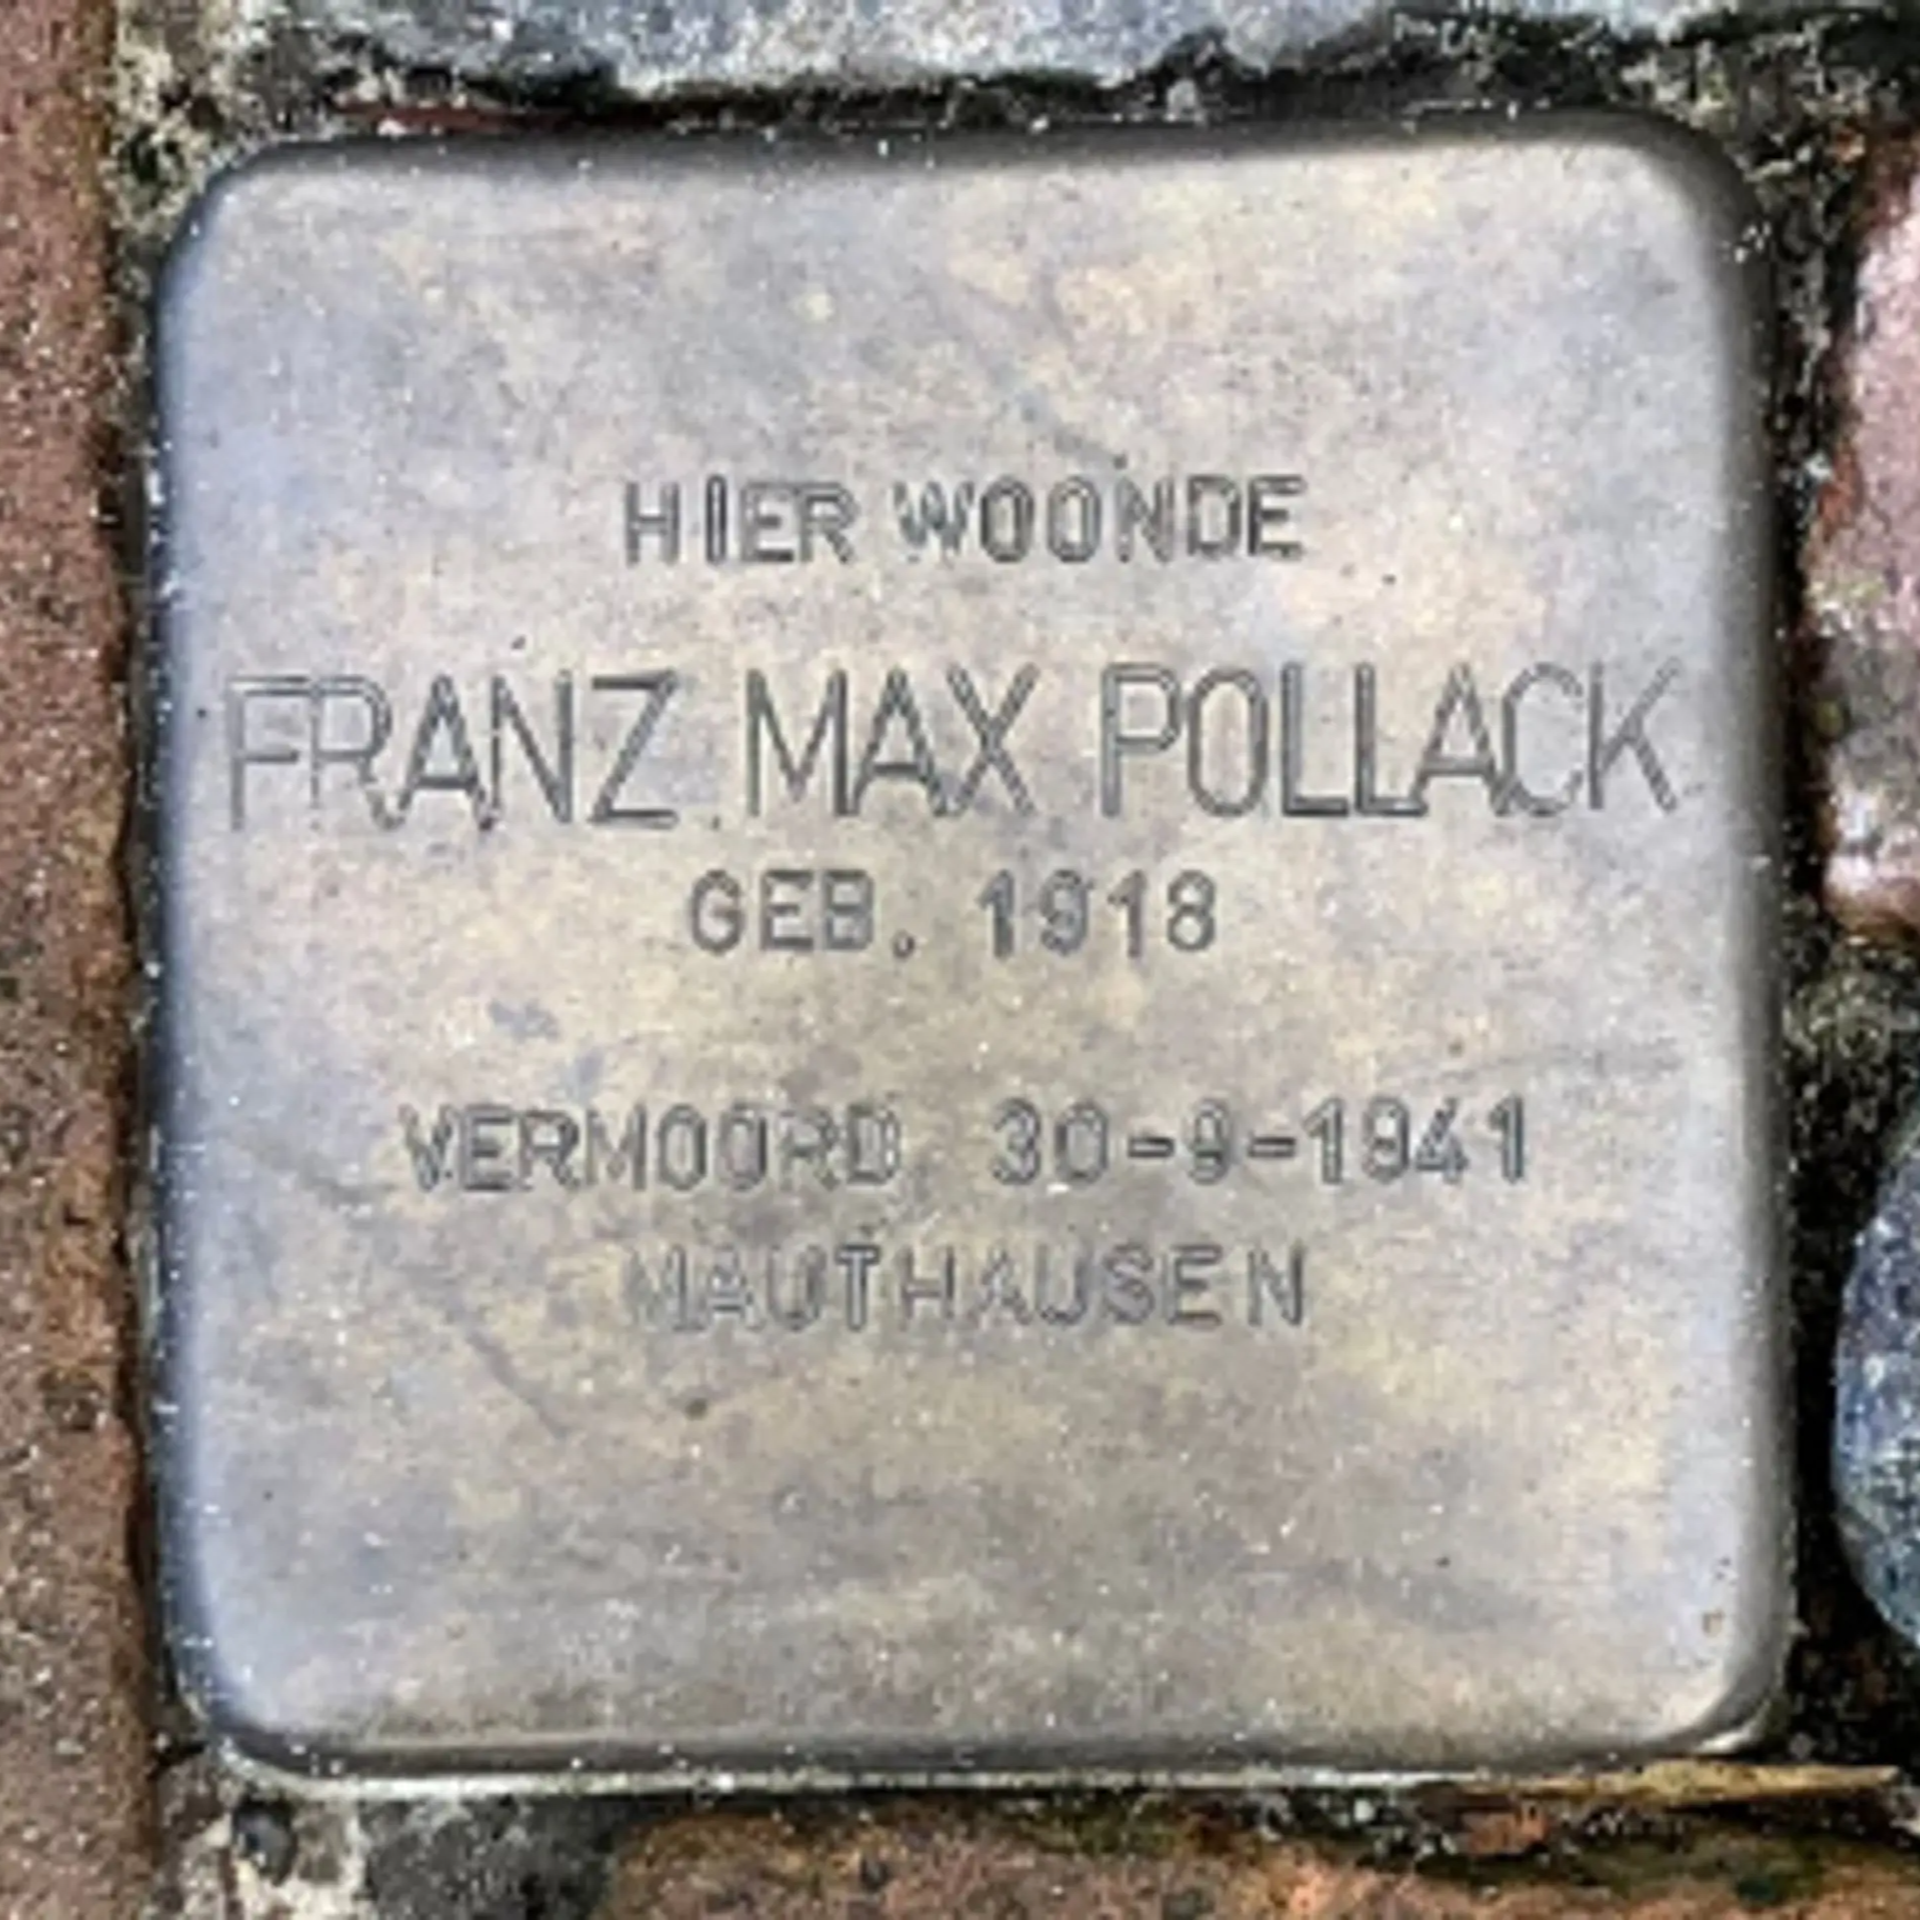 HIER WOONDE
FRANZ MAX POLLACK
GEB. 1918
VERMOORD 30-9-1941
MAUTHAUSEN